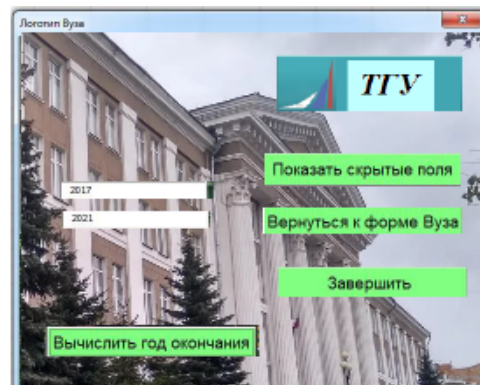 Логотип Вуза
ТГУ
Показать скрытые поля
2017
2021
Вернуться к форме Вуза
Завершить
Вычислить год окончания